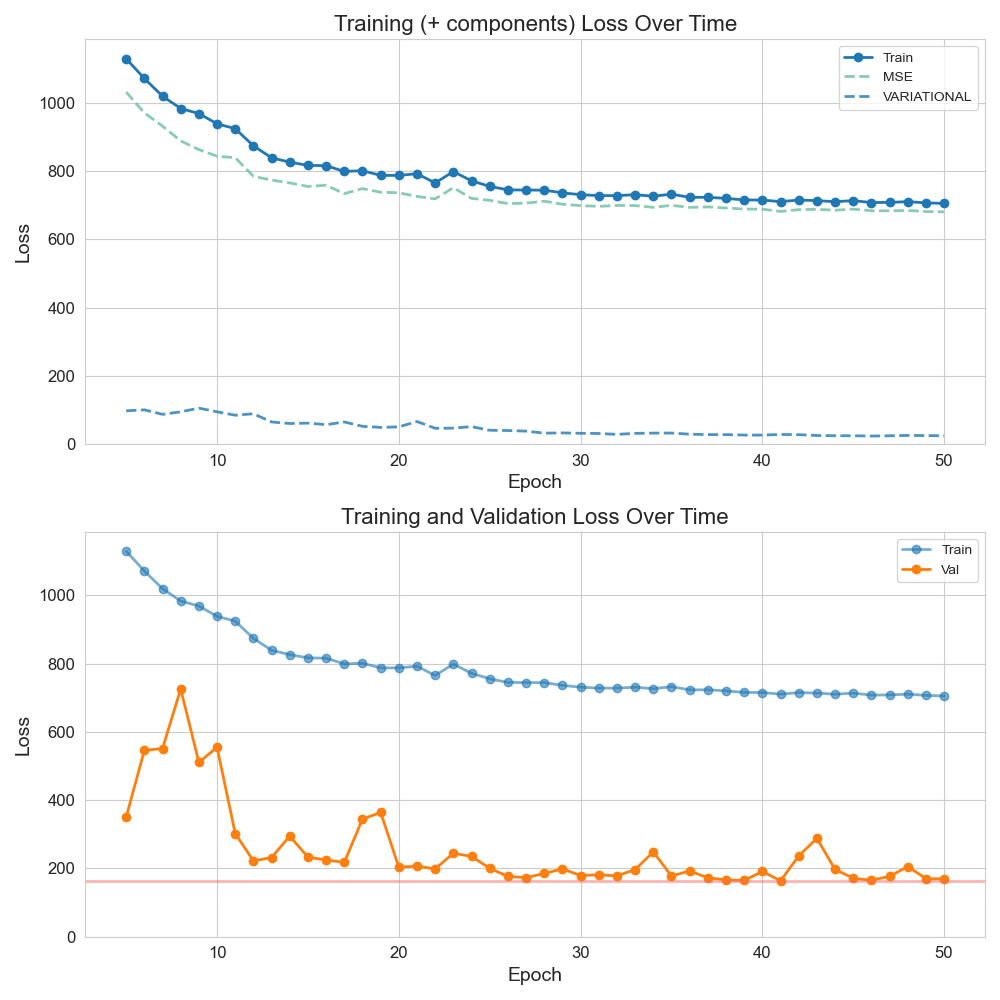 Training (+ components) Loss Over Time
Train
MSE
VARIATIONAL
Loss
1000
800
600
400
200
0
10 20 30 40 50
Epoch
Training and Validation Loss Over Time
Train
Val
Loss
1000
800
600
400
200
0
10 20 30 40 50
Epoch